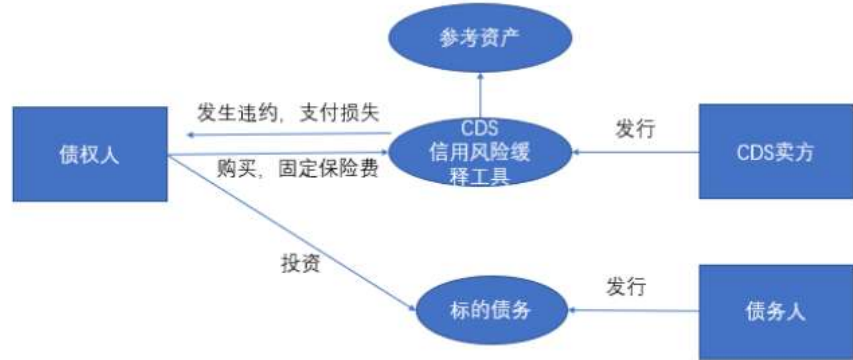 参考资产
发生违约，支付损失
债权人
CDS
信用风险缓
释工具
发行
CDS卖方
购买，固定保险费
投资
标的债务
发行
债务人